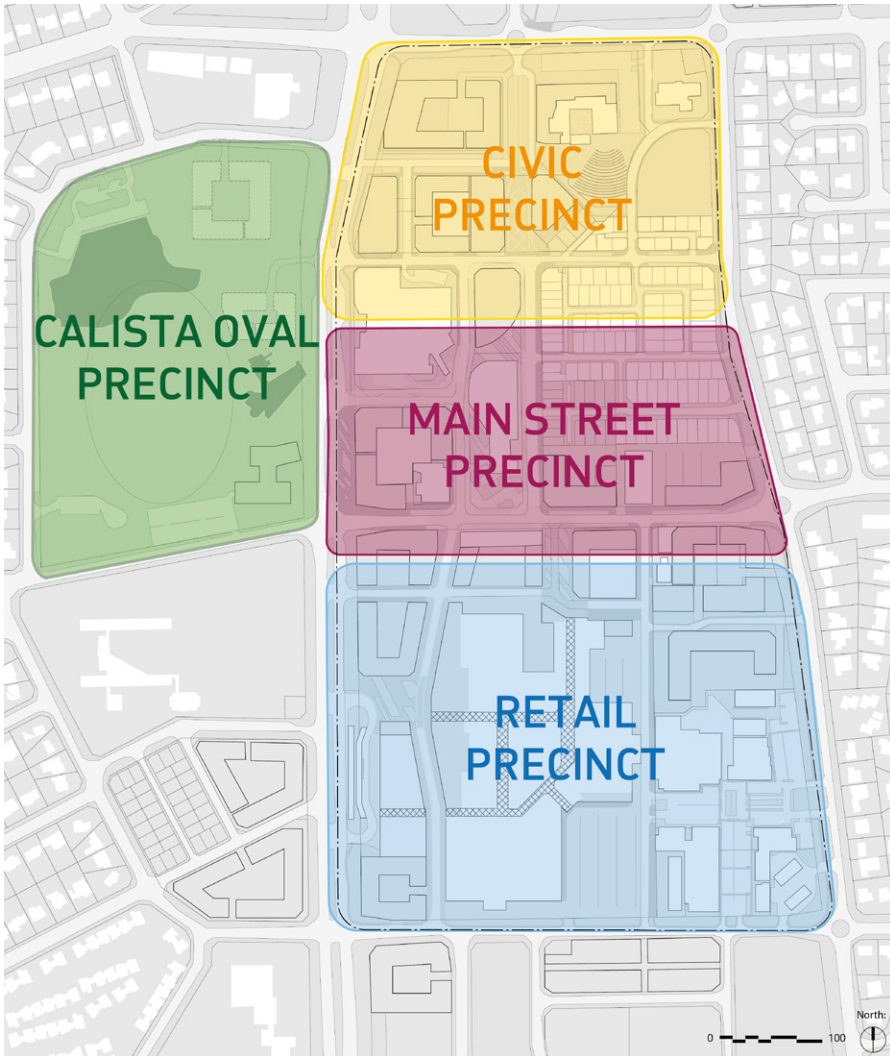 CIVIC
PRECINCT
CALISTA OVAL
PRECINCT
MAIN STREET
PRECINCT
RETAIL
PRECINCT
North:
0 100